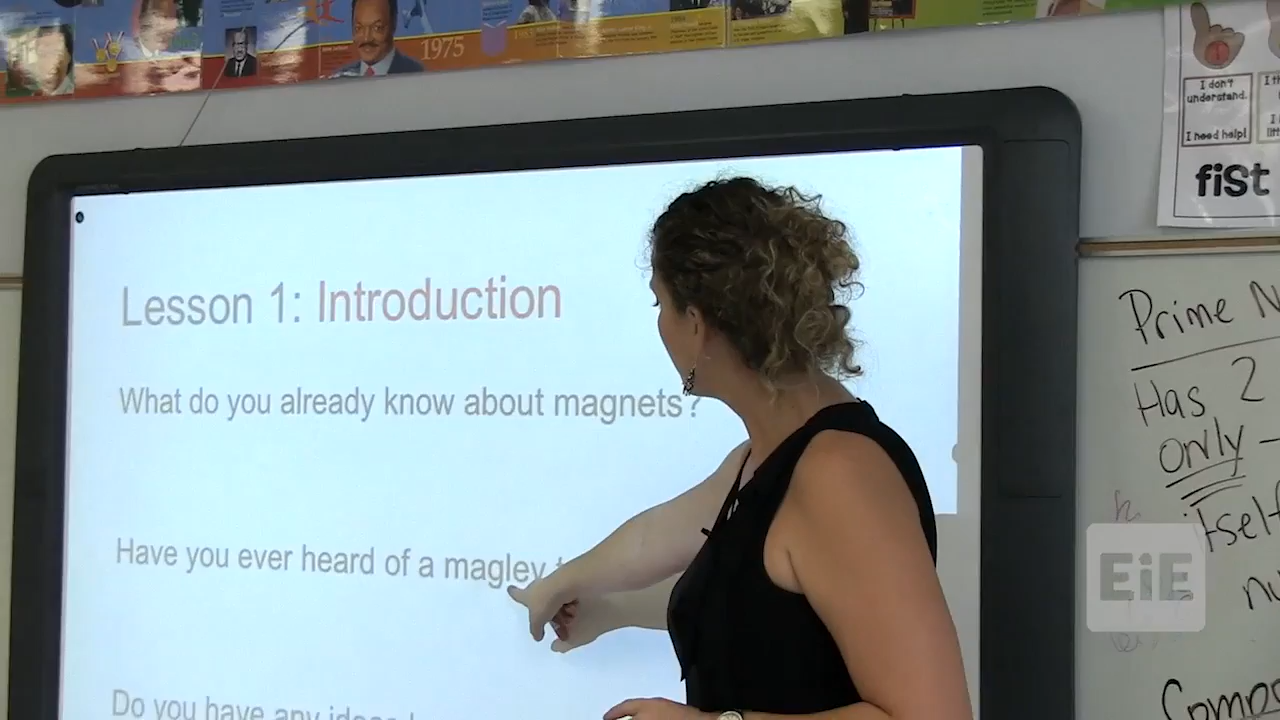 1975
I don't
understand.
I need help!
fiSt
Lesson 1: Introduction
What do you already know about magnets?
Have you ever heard of a maglev
Do you have any ideas
Prime N
Has 2
only -
itself
EiE